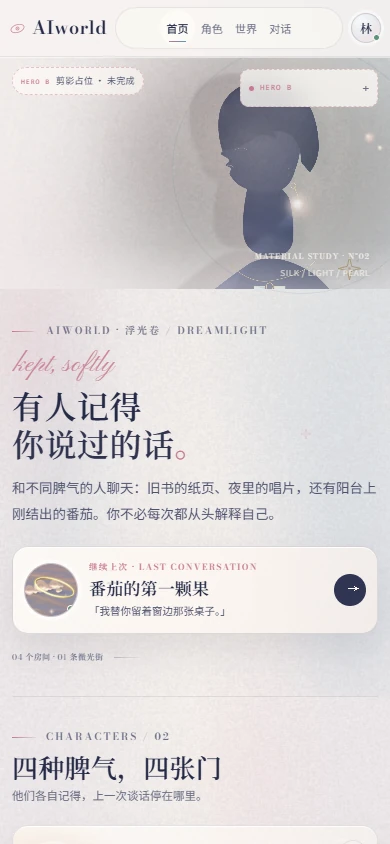 AIworld
首页 角色 世界 对话
林
HERO B 剪影占位 · 未完成
HERO B +
MATERIAL STUDY · N°02
SILK / LIGHT / PEARL
AIWORLD · 浮光卷 / DREAMLIGHT
kept, softly
有人记得
你说过的话。
和不同脾气的人聊天：旧书的纸页、夜里的唱片，还有阳台上
刚结出的番茄。你不必每次都从头解释自己。
继续上次 · LAST CONVERSATION
番茄的第一颗果
「我替你留着窗边那张桌子。」
04 个房间 · 01 条微光街
CHARACTERS / 02
四种脾气，四张门
他们各自记得，上一次谈话停在哪里。